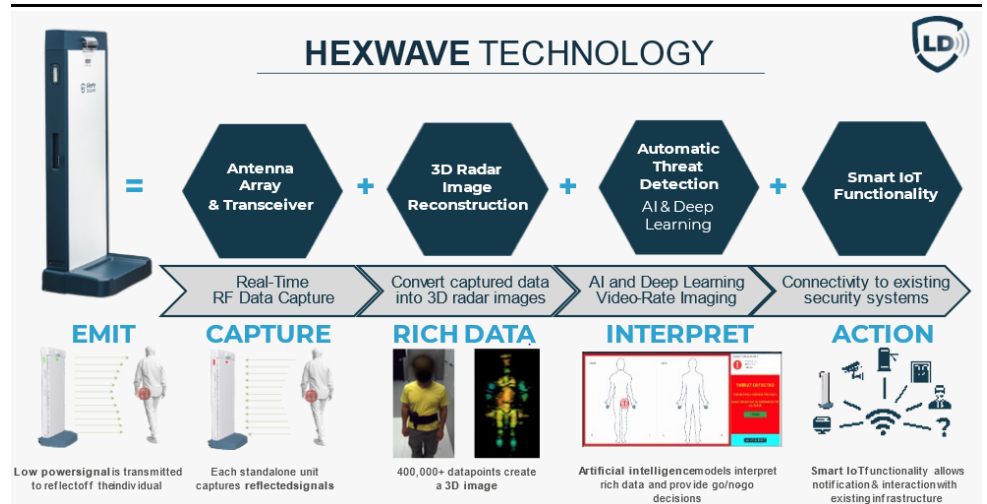 HEXWAVE TECHNOLOGY
LD
=
Antenna
Array
& Transceiver
+
3D Radar
Image
Reconstruction
+
Automatic
Threat
Detection
AI & Deep
Learning
+
Smart IoT
Functionality
Real-Time
RF Data Capture
Convert captured data
into 3D radar images
AI and Deep Learning
Video-Rate Imaging
Connectivity to existing
security systems
EMIT
CAPTURE
RICH DATA
INTERPRET
ACTION
THREAT DETECTED
?
Low powersignal is transmitted
to reflectoff theindividual
Each standalone unit
captures reflectedsignals
400,000+ datapoints create
a 3D image
Artificial intelligencemodels interpret
rich data and provide go/nogo
decisions
Smart IoTfunctionality allows
notification & interaction with
existing infrastructure